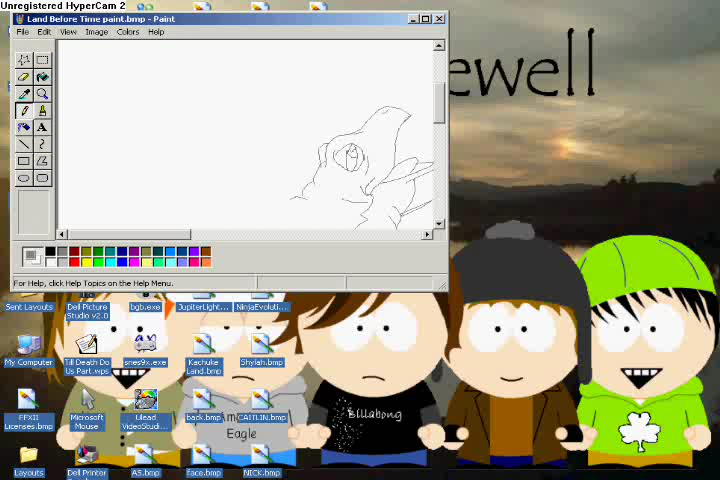 Unregistered HyperCam 2
Land Before Time paint.bmp - Paint
File Edit View Image Colors Help
ewell
For Help, click Help Topics on the Help Menu.
Sent Layouts
Dell Picture Studio v2.0
bgb.exe
JupiterLight...
NinjaEvoluti...
My Computer
Till Death Do Us Part.wps
snes9x.exe
Kachuke Land.bmp
Shylah.bmp
Billabong
Eagle
EFXII Licenses.bmp
Microsoft Mouse
Ulead VideoStudi...
back.bmp
CAITLIN.bmp
Layouts
Dell Printer
A5.bmp
Face.bmp
NICK.bmp